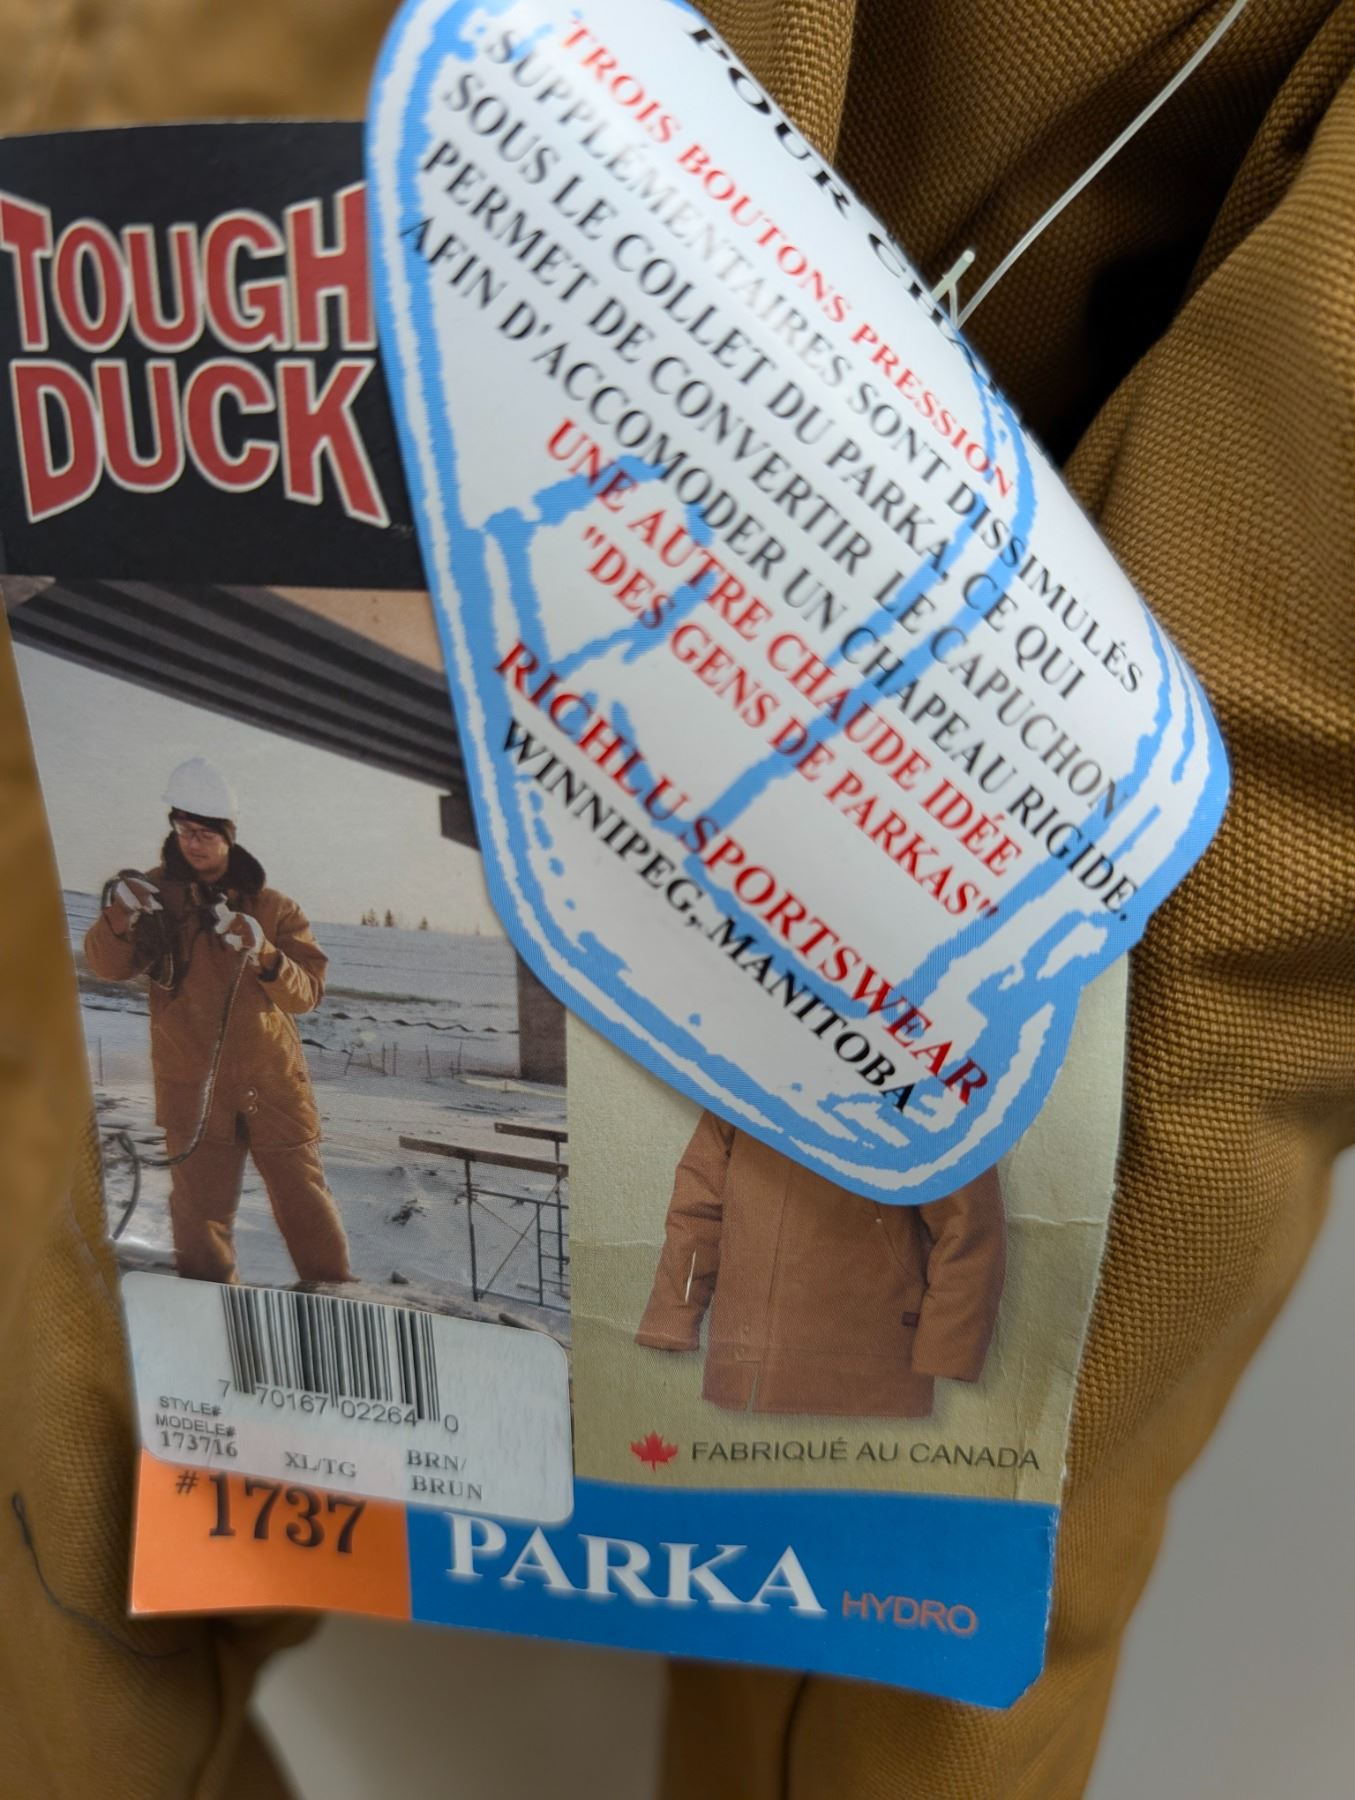 TOUGH
DUCK
POUR
TROIS BOUTONS PRESSION
SUPPLÉMENTAIRES SONT DISSIMULÉS
SOUS LE COLLET DU PARKA, CE QUI
PERMET DE CONVERTIR LE CAPUCHON
AFIN D'ACCOMODER UN CHAPEAU RIGIDE.
UNE AUTRE CHAUDE IDÉE
"DES GENS DE PARKAS"
RICHLU SPORTSWEAR
WINNIPEG, MANITOBA
7 70167 02264 0
STYLE#
MODELE#
173716 XL/TG BRN/
BRUN
FABRIQUÉ AU CANADA
#1737
PARKA HYDRO